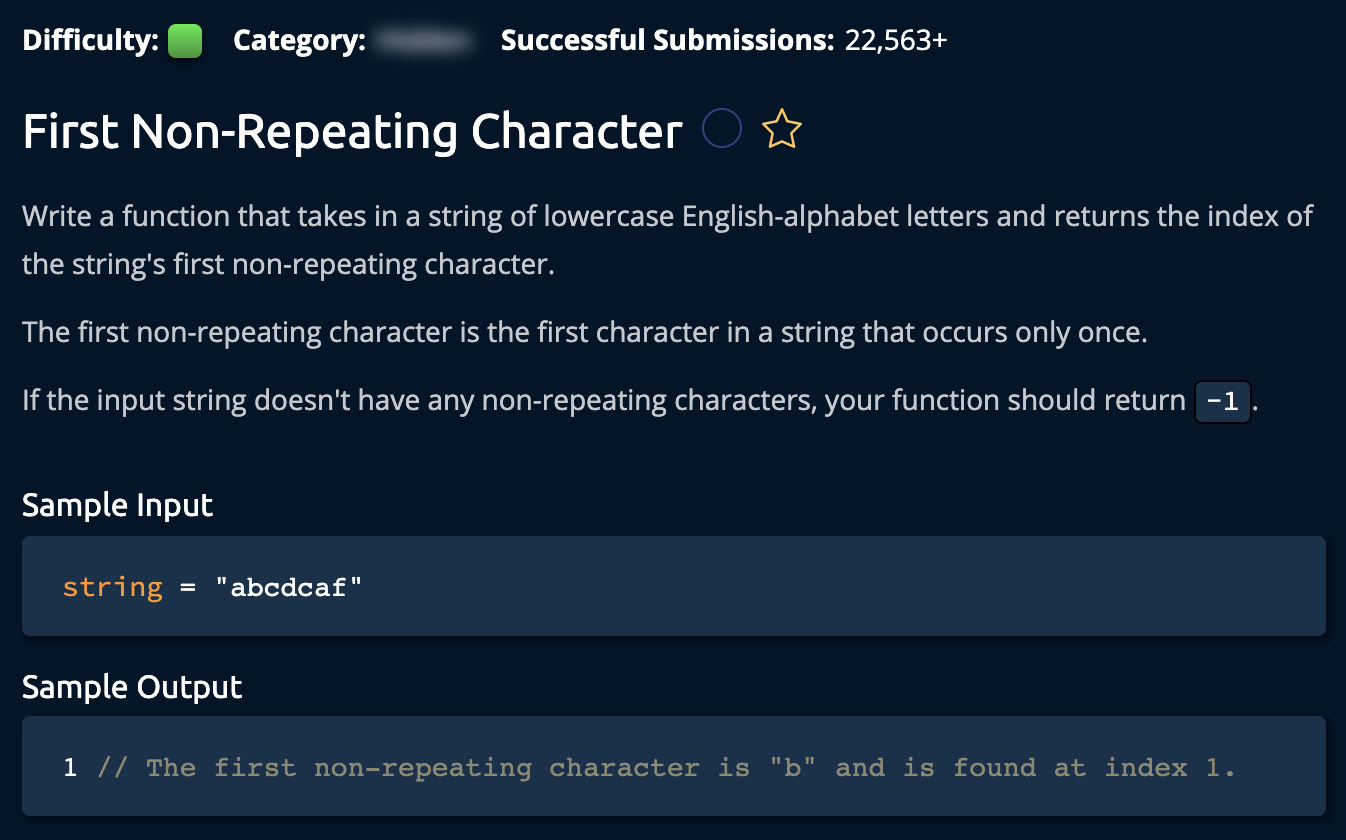 Difficulty: Category: Successful Submissions: 22,563+
First Non-Repeating Character
Write a function that takes in a string of lowercase English-alphabet letters and returns the index of
the string's first non-repeating character.
The first non-repeating character is the first character in a string that occurs only once.
If the input string doesn't have any non-repeating characters, your function should return -1.
Sample Input
string = "abcdcaf"
Sample Output
1 // The first non-repeating character is "b" and is found at index 1.